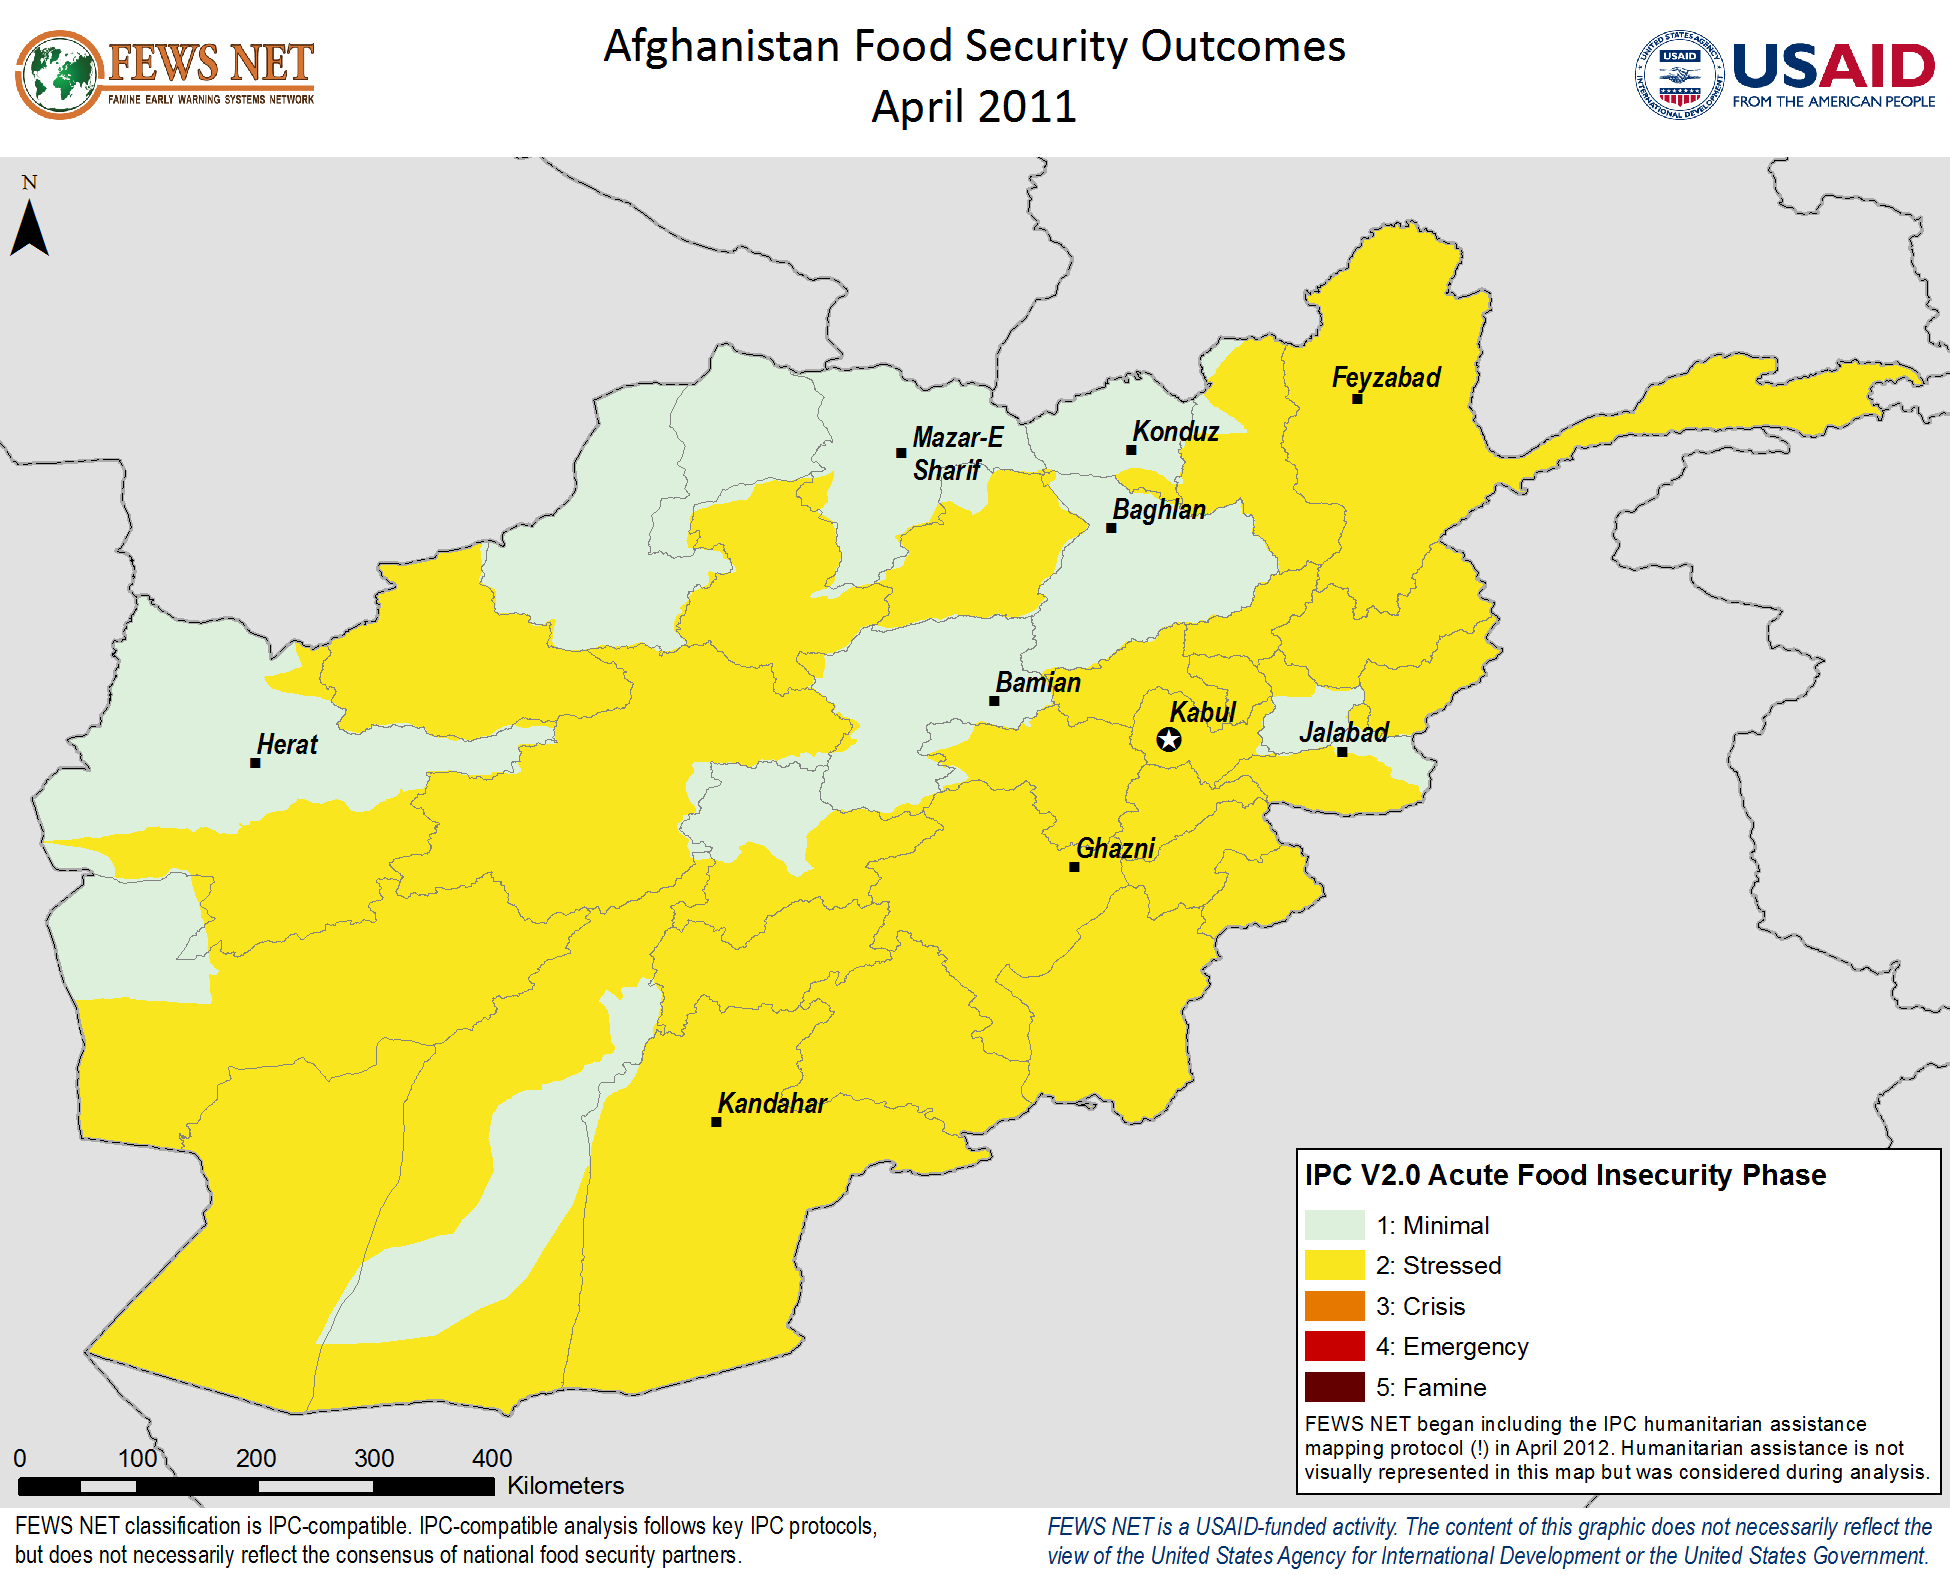 FEWS NET
FAMINE EARLY WARNING SYSTEMS NETWORK
Afghanistan Food Security Outcomes
April 2011
UNITED STATES AGENCY
USAID
INTERNATIONAL DEVELOPMENT
USAID
FROM THE AMERICAN PEOPLE
N
Feyzabad
Mazar-E
Sharif
Konduz
Baghlan
Bamian
Kabul
Jalabad
Herat
Ghazni
Kandahar
IPC V2.0 Acute Food Insecurity Phase
1: Minimal
2: Stressed
3: Crisis
4: Emergency
5: Famine
FEWS NET began including the IPC humanitarian assistance
mapping protocol (!) in April 2012. Humanitarian assistance is not
visually represented in this map but was considered during analysis.
0 100 200 300 400
Kilometers
FEWS NET classification is IPC-compatible. IPC-compatible analysis follows key IPC protocols,
but does not necessarily reflect the consensus of national food security partners.
FEWS NET is a USAID-funded activity. The content of this graphic does not necessarily reflect the
view of the United States Agency for International Development or the United States Government.